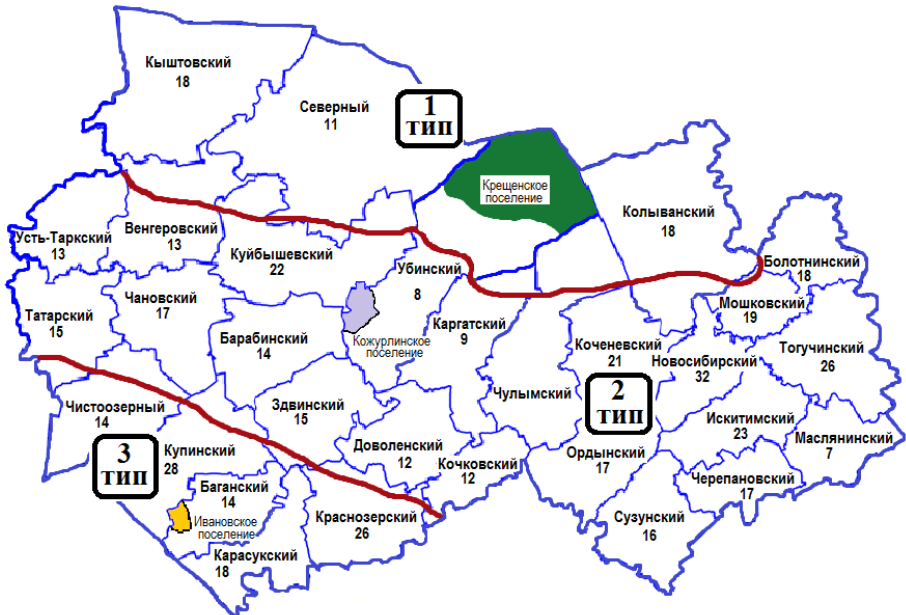 Кыштовский
18
Северный
11
1
тип
Крещенское
поселение
Колыванский
18
Усть-Таркский
13
Венгеровский
13
Куйбышевский
22
Убинский
8
Болотнинский
18
Мошковский
19
Татарский
15
Чановский
17
Барабинский
14
Кожурлинское
поселение
Каргатский
9
Коченевский
21
Новосибирский
32
Тогучинский
26
Чистоозерный
14
Здвинский
15
Чулымский
2
тип
Искитимский
23
Маслянинский
7
3
тип
Купинский
28
Доволенский
12
Кочковский
12
Ордынский
17
Черепановский
17
Баганский
14
Ивановское
поселение
Краснозерский
26
Сузунский
16
Карасукский
18